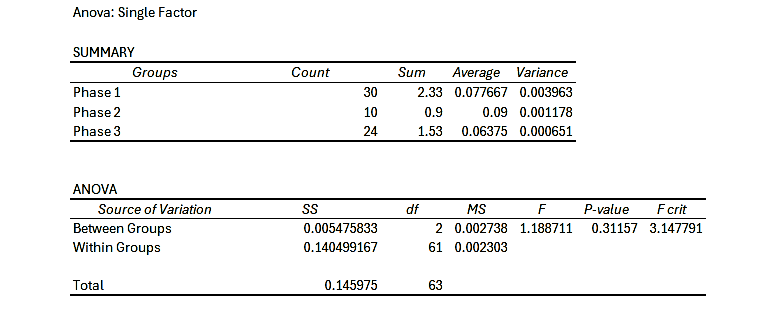 Anova: Single Factor
SUMMARY
Groups Count Sum Average Variance
Phase 1 30 2.33 0.077667 0.003963
Phase 2 10 0.9 0.09 0.001178
Phase 3 24 1.53 0.06375 0.000651
ANOVA
Source of Variation SS df MS F P-value F crit
Between Groups 0.005475833 2 0.002738 1.188711 0.31157 3.147791
Within Groups 0.140499167 61 0.002303
Total 0.145975 63